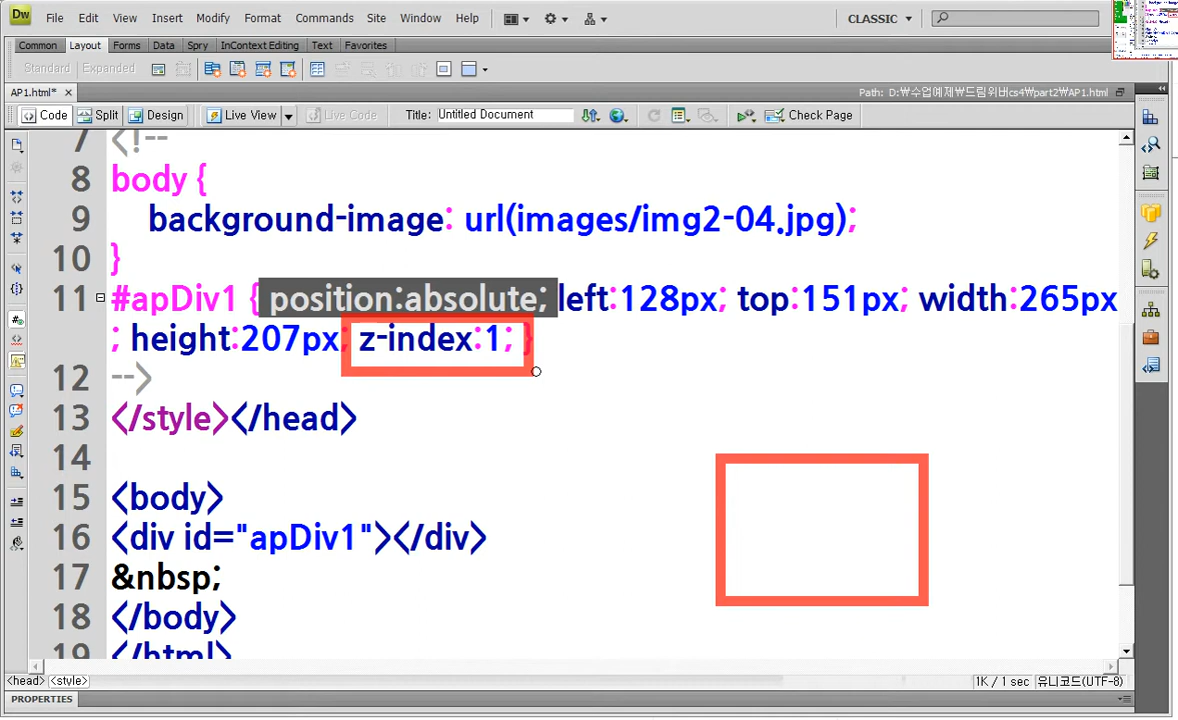 Dw File Edit View Insert Modify Format Commands Site Window Help CLASSIC
Common Layout Forms Data Spry InContext Editing Text Favorites
Standard Expanded
AP1.html* Path: D:₩수업예제₩드림위버cs4₩part2₩AP1.html
Code Split Design Live View Live Code Title: Untitled Document Check Page
7 <!--
8 body {
9 background-image: url(images/img2-04.jpg);
10 }
11 #apDiv1 { position:absolute; left:128px; top:151px; width:265px
; height:207px; z-index:1; }
12 -->
13 </style></head>
14
15 <body>
16 <div id="apDiv1"></div>
17 &nbsp;
18 </body>
19 </html>
<head> <style> 1K / 1 sec 유니코드(UTF-8)
PROPERTIES